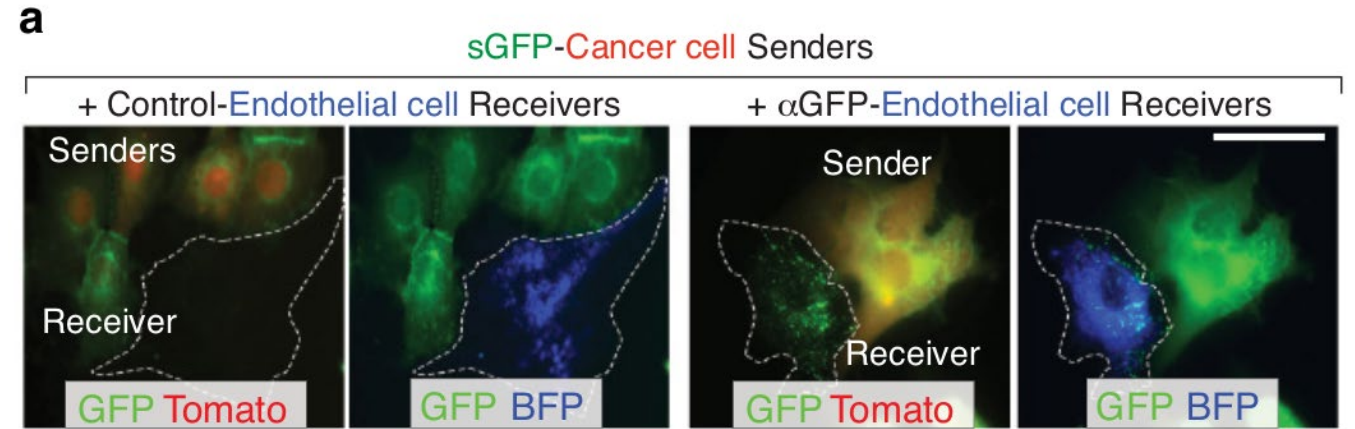 a
sGFP-Cancer cell Senders
+ Control-Endothelial cell Receivers
+ αGFP-Endothelial cell Receivers
Senders
Receiver
GFP Tomato
GFP BFP
Sender
Receiver
GFP Tomato
GFP BFP